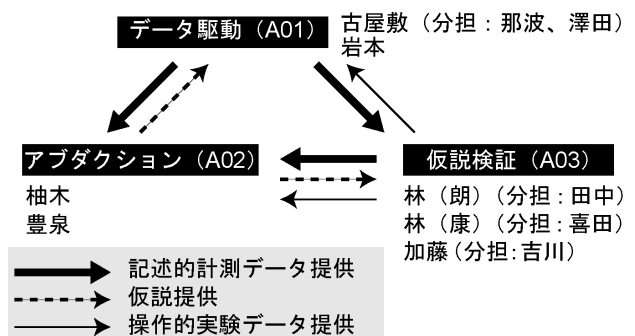 データ駆動（A01）
古屋敷（分担：那波、澤田）
岩本
アブダクション（A02）
柚木
豊泉
仮説検証（A03）
林（朗）（分担：田中）
林（康）（分担：喜田）
加藤（分担：吉川）
記述的計測データ提供
仮説提供
操作的実験データ提供